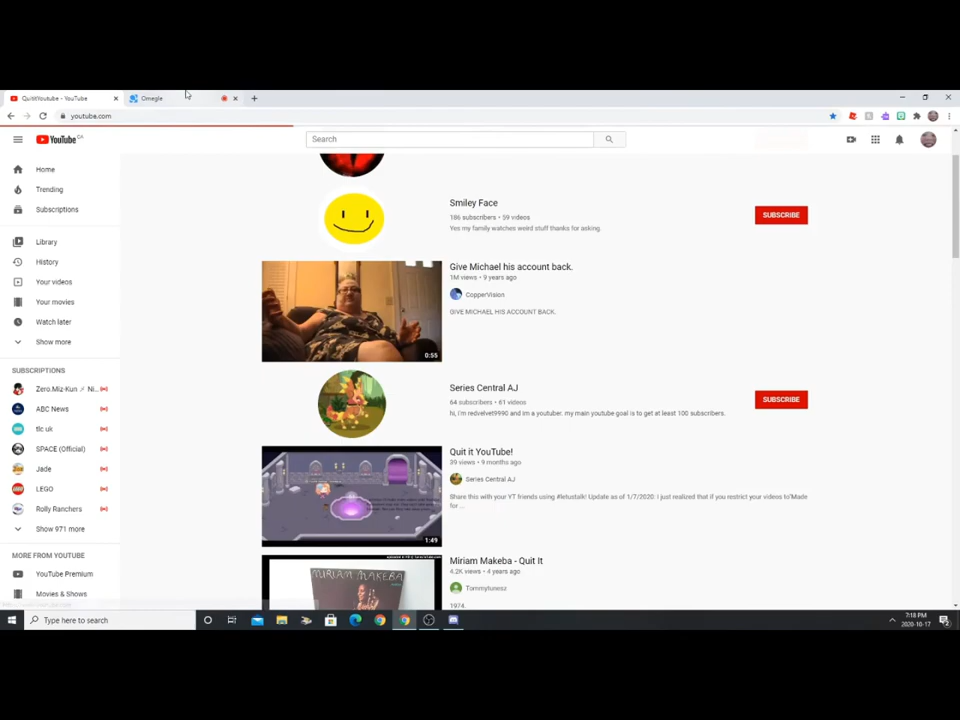 QuitItYoutube - YouTube
Omegle
youtube.com
YouTube CA
Search
Home
Trending
Subscriptions
Library
History
Your videos
Your movies
Watch later
Show more
SUBSCRIPTIONS
Zero.Miz-Kun ⚡ Ni...
ABC News
tlc uk
SPACE (Official)
Jade
LEGO
Rolly Ranchers
Show 971 more
MORE FROM YOUTUBE
YouTube Premium
Movies & Shows
Smiley Face
186 subscribers • 59 videos
Yes my family watches weird stuff thanks for asking.
SUBSCRIBE
Give Michael his account back.
1M views • 9 years ago
CopperVision
GIVE MICHAEL HIS ACCOUNT BACK.
0:55
Series Central AJ
64 subscribers • 61 videos
hi, i'm redvelvet9990 and im a youtuber. my main youtube goal is to get at least 100 subscribers.
SUBSCRIBE
Quit it YouTube!
39 views • 9 months ago
Series Central AJ
Share this with your YT friends using #letustalk! Update as of 1/7/2020: I just realized that if you restrict your videos to'Made
for ...
1:49
Miriam Makeba - Quit It
4.2K views • 4 years ago
Tommytunesz
1974.
MIRIAM MAKEBA
Type here to search
7:18 PM
2020-10-17